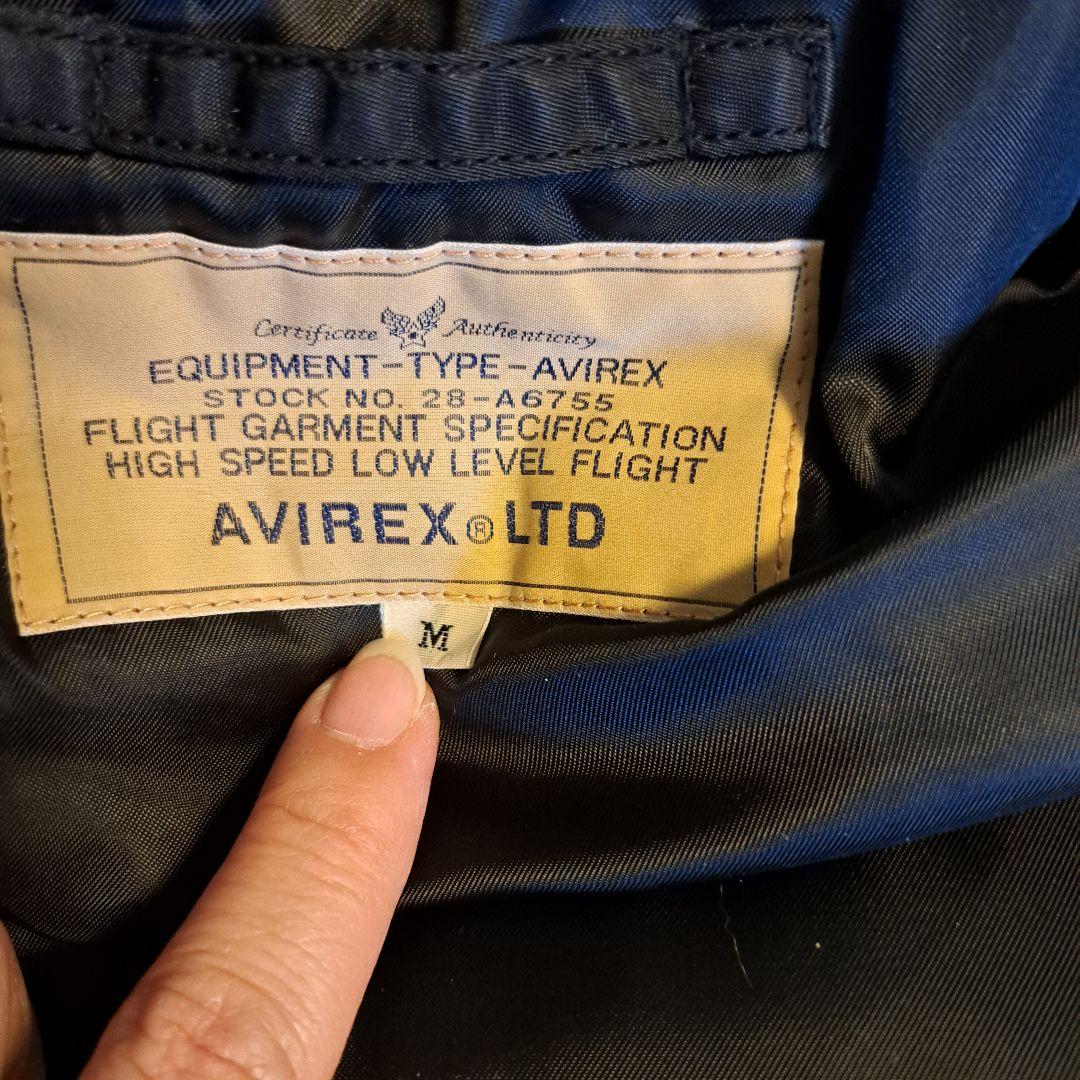 Certificate Authenticity
EQUIPMENT-TYPE-AVIREX
STOCK NO. 28-A6755
FLIGHT GARMENT SPECIFICATION
HIGH SPEED LOW LEVEL FLIGHT
AVIREX® LTD
M